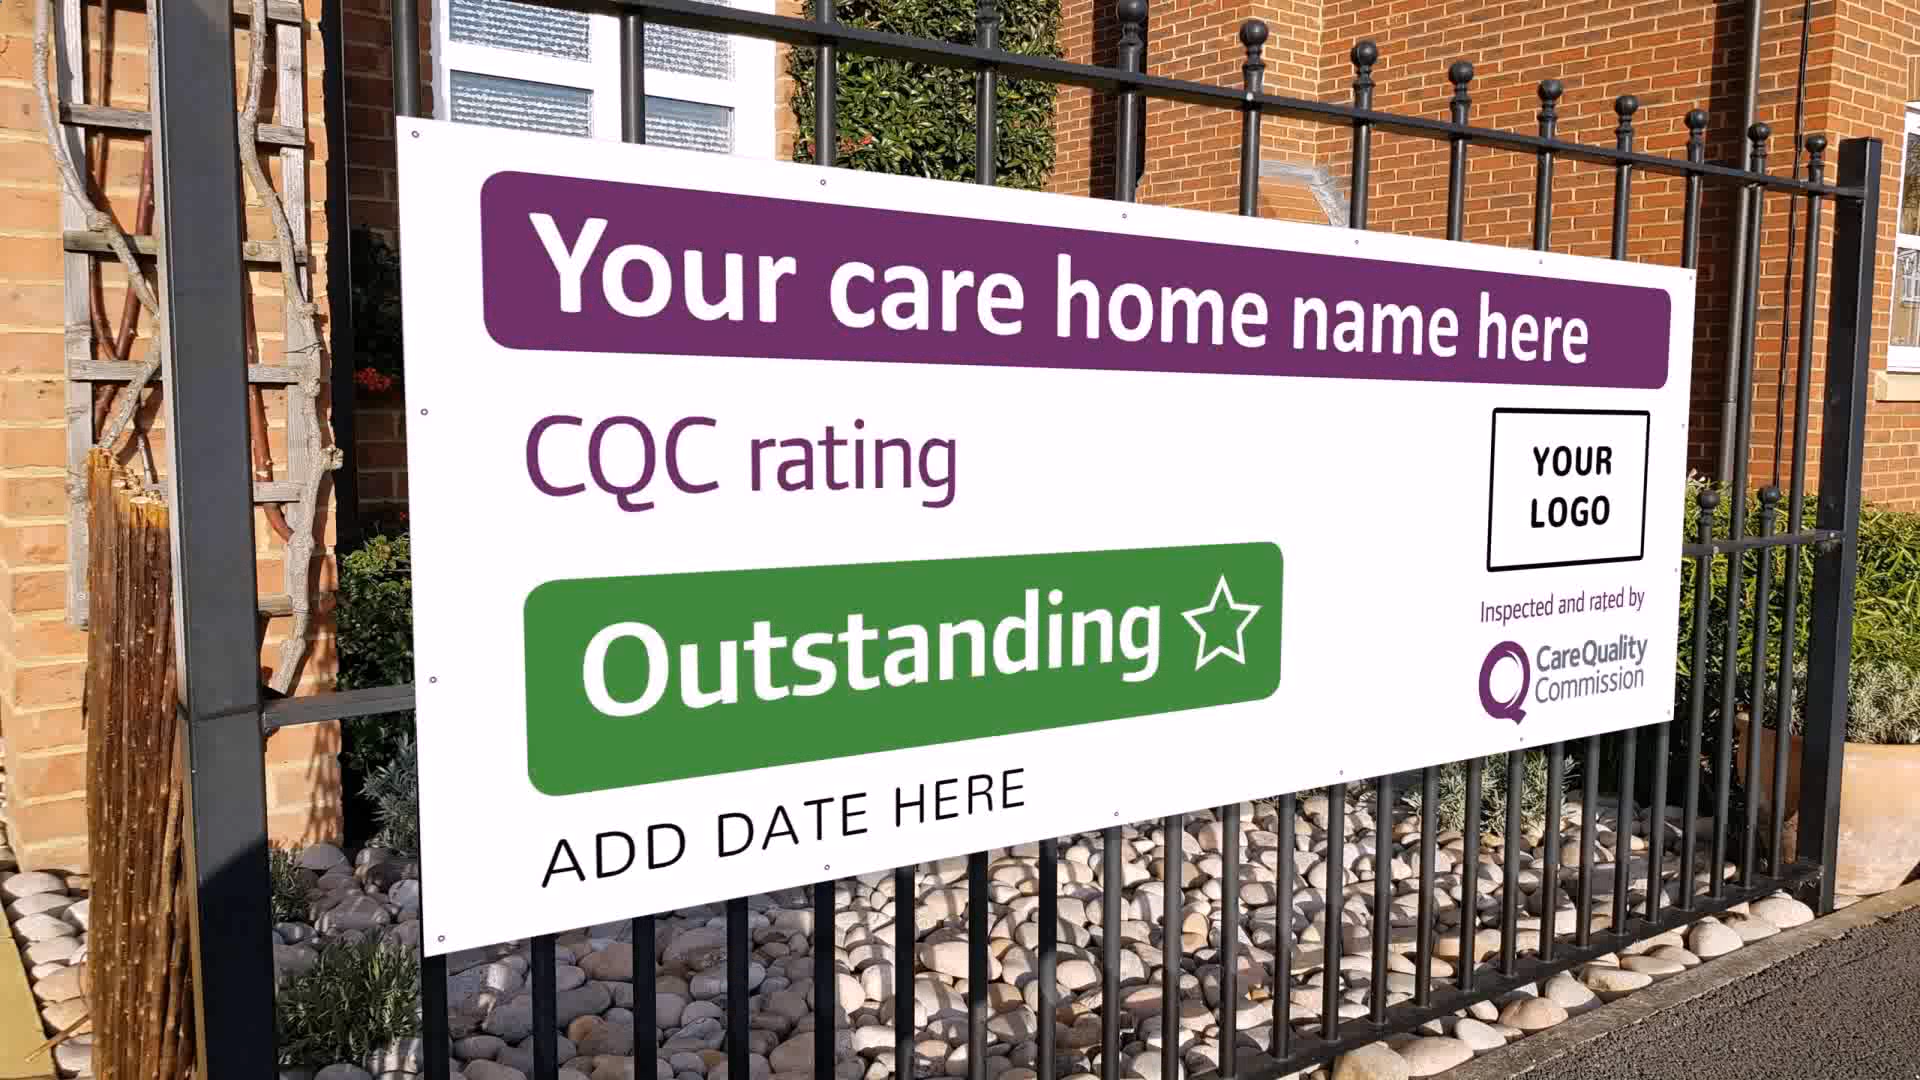 Your care home name here
CQC rating
YOUR
LOGO
Outstanding
Inspected and rated by
CareQuality
Commission
ADD DATE HERE